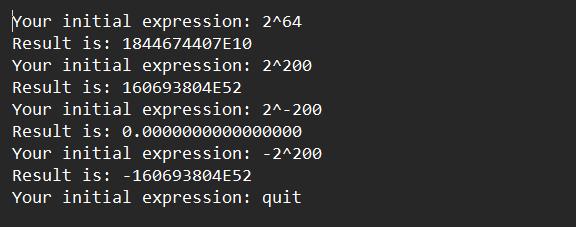 Your initial expression: 2^64
Result is: 1844674407E10
Your initial expression: 2^200
Result is: 160693804E52
Your initial expression: 2^-200
Result is: 0.0000000000000000
Your initial expression: -2^200
Result is: -160693804E52
Your initial expression: quit